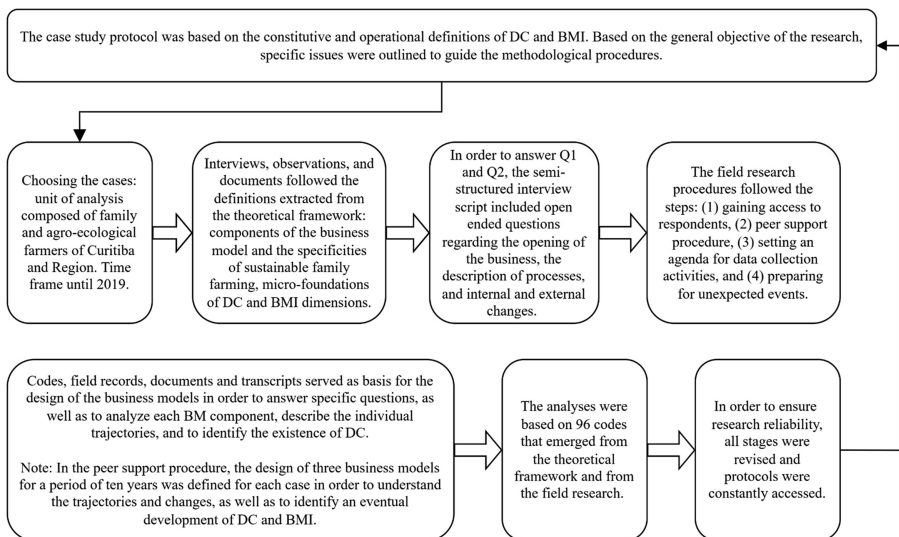 The case study protocol was based on the constitutive and operational definitions of DC and BMI. Based on the general objective of the research,
specific issues were outlined to guide the methodological procedures.
Choosing the cases:
unit of analysis
composed of family
and agro-ecological
farmers of Curitiba
and Region. Time
frame until 2019.
Interviews, observations, and
documents followed the
definitions extracted from
the theoretical framework:
components of the business
model and the specificities
of sustainable family
farming, micro-foundations
of DC and BMI dimensions.
In order to answer Q1
and Q2, the semi-
structured interview
script included open
ended questions
regarding the opening of
the business, the
description of processes,
and internal and external
changes.
The field research
procedures followed the
steps: (1) gaining access to
respondents, (2) peer support
procedure, (3) setting an
agenda for data collection
activities, and (4) preparing
for unexpected events.
Codes, field records, documents and transcripts served as basis for the
design of the business models in order to answer specific questions, as
well as to analyze each BM component, describe the individual
trajectories, and to identify the existence of DC.
Note: In the peer support procedure, the design of three business models
for a period of ten years was defined for each case in order to understand
the trajectories and changes, as well as to identify an eventual
development of DC and BMI.
The analyses were
based on 96 codes
that emerged from
the theoretical
framework and from
the field research.
In order to ensure
research reliability,
all stages were
revised and
protocols were
constantly accessed.